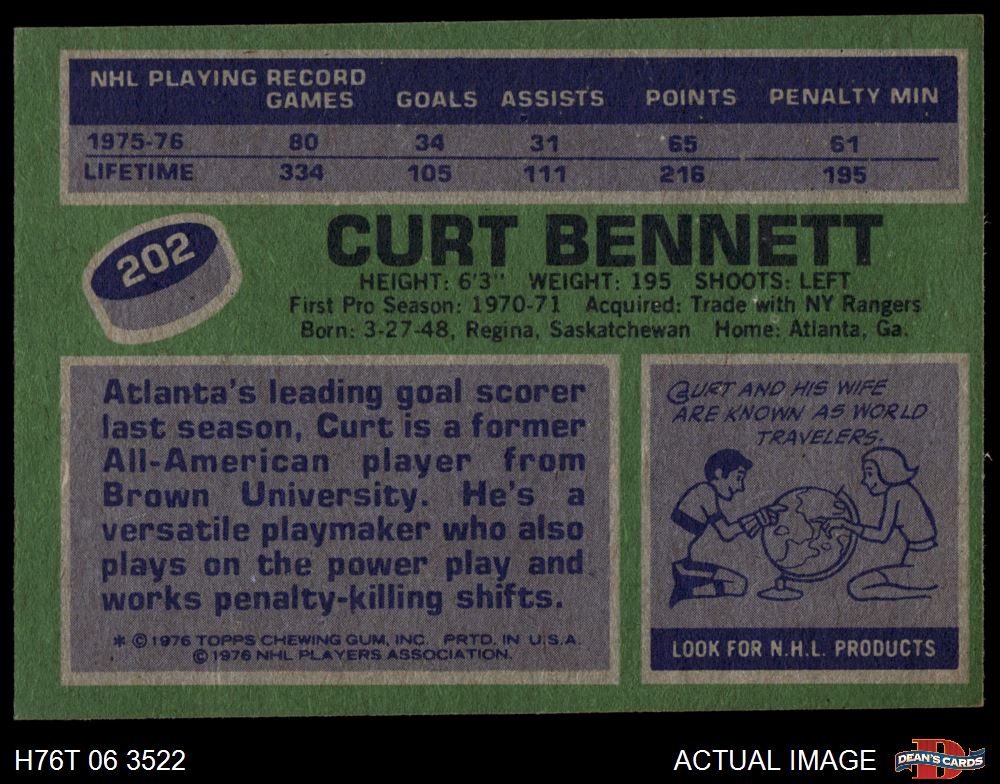 NHL PLAYING RECORD
GAMES GOALS ASSISTS POINTS PENALTY MIN
1975-76 80 34 31 65 61
LIFETIME 334 105 111 216 195
202
CURT BENNETT
HEIGHT: 6'3" WEIGHT: 195 SHOOTS: LEFT
First Pro Season: 1970-71 Acquired: Trade with NY Rangers
Born: 3-27-48, Regina, Saskatchewan Home: Atlanta, Ga.
Atlanta's leading goal scorer
last season, Curt is a former
All-American player from
Brown University. He's a
versatile playmaker who also
plays on the power play and
works penalty-killing shifts.
* © 1976 TOPPS CHEWING GUM, INC. PRTD. IN U.S.A.
© 1976 NHL PLAYERS ASSOCIATION.
CURT AND HIS WIFE
ARE KNOWN AS WORLD
TRAVELERS.
LOOK FOR N.H.L. PRODUCTS
H76T 06 3522
ACTUAL IMAGE
D
DEAN'S CARDS